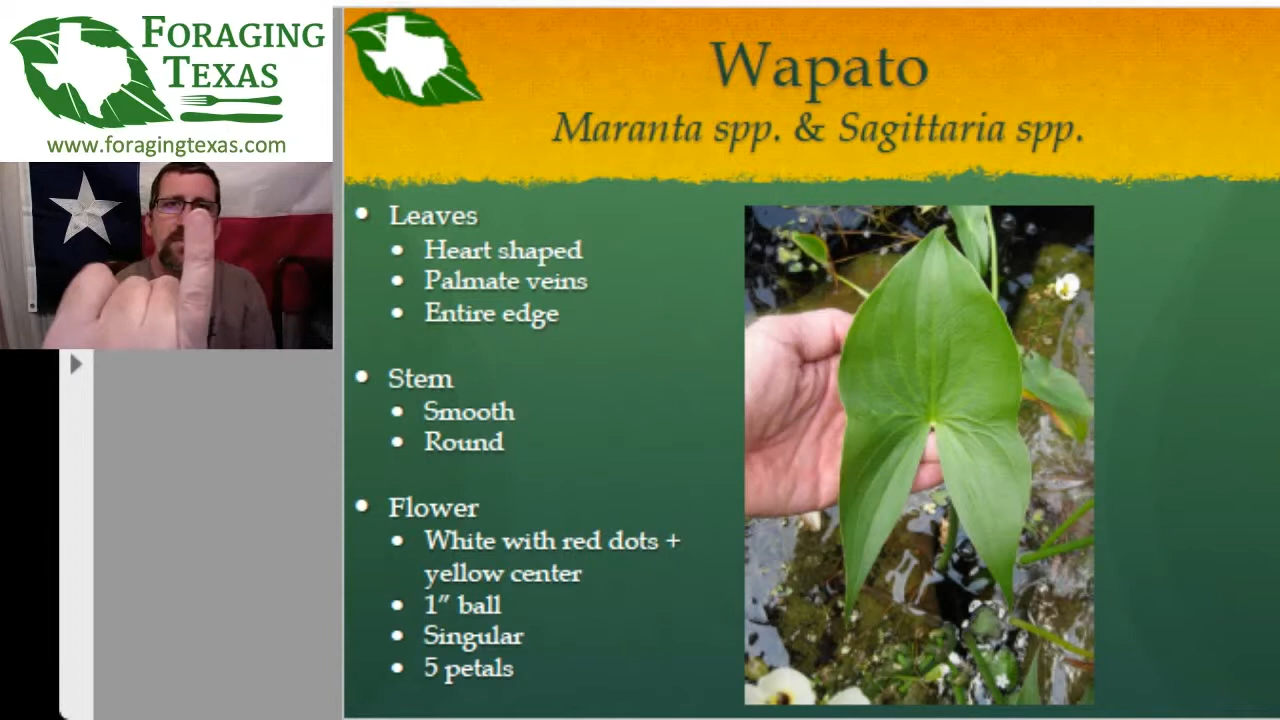 FORAGING
TEXAS
www.foragingtexas.com
Wapato
Maranta spp. & Sagittaria spp.
• Leaves
• Heart shaped
• Palmate veins
• Entire edge
• Stem
• Smooth
• Round
• Flower
• White with red dots +
yellow center
• 1” ball
• Singular
• 5 petals